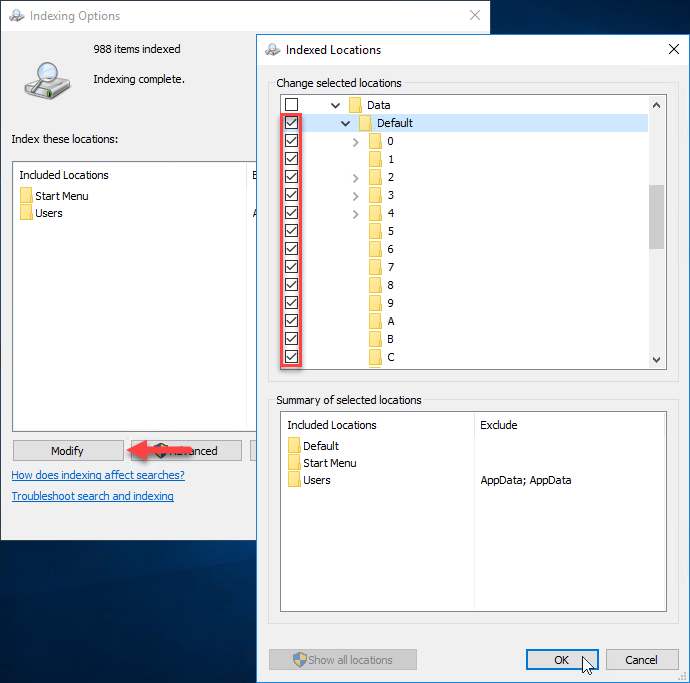 Indexing Options
988 items indexed
Indexing complete.
Index these locations:
Included Locations
Start Menu
Users
Modify
Advanced
How does indexing affect searches?
Troubleshoot search and indexing
Indexed Locations
Change selected locations
Data
Default
0
1
2
3
4
5
6
7
8
9
A
B
C
Summary of selected locations
Included Locations
Exclude
Default
Start Menu
Users
AppData; AppData
Show all locations
OK
Cancel